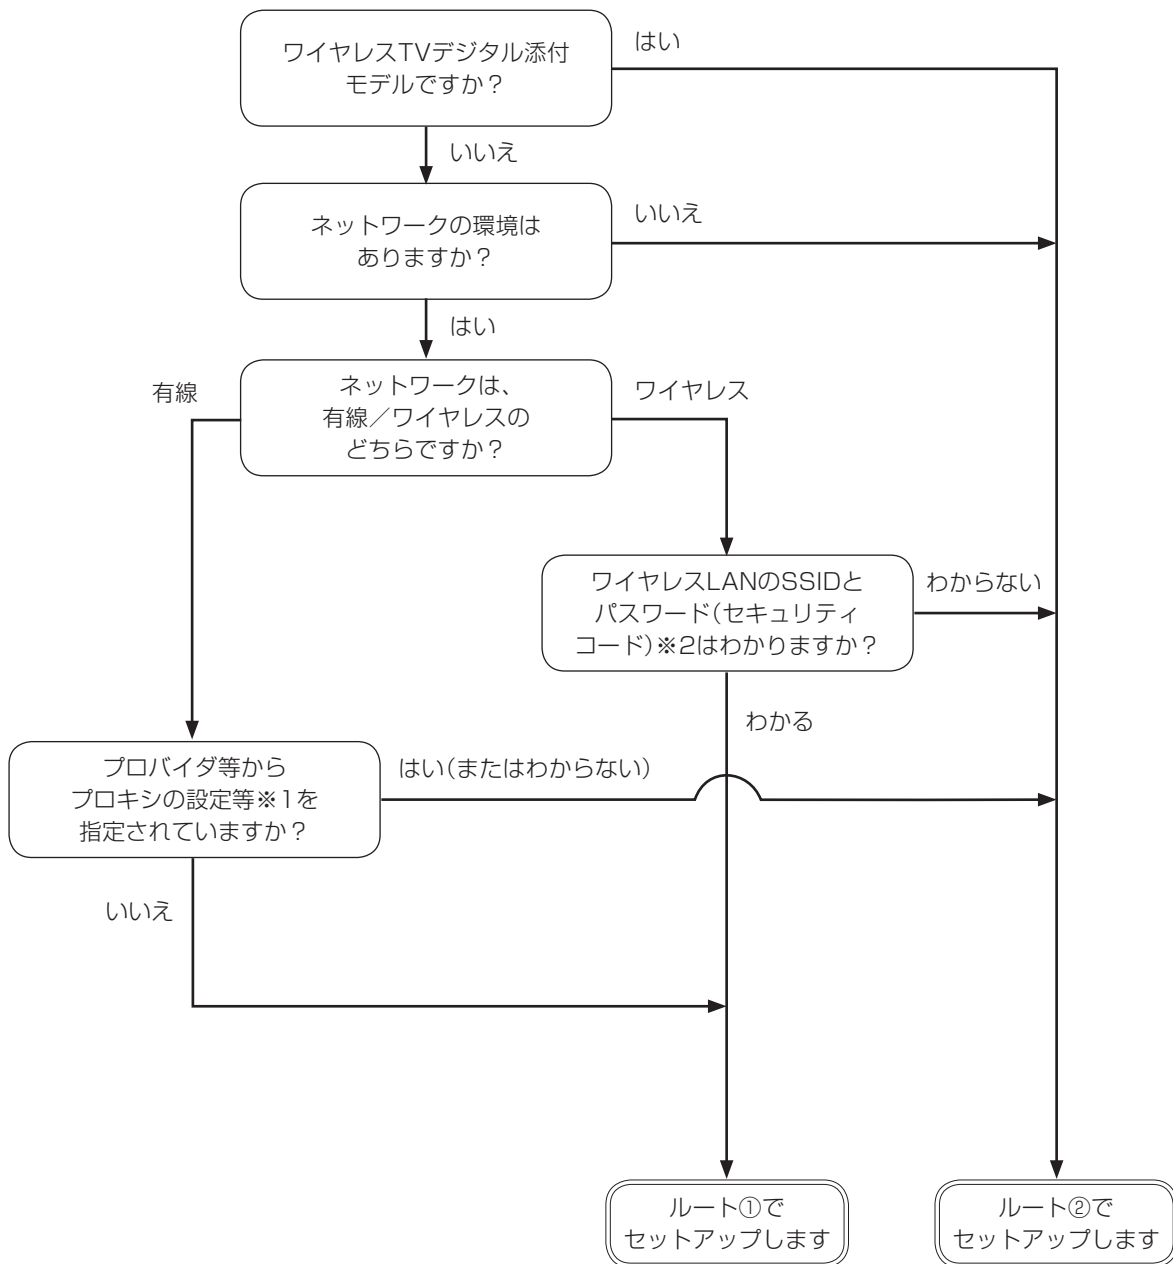 ワイヤレスTVデジタル添付
モデルですか？
はい
いいえ
ネットワークの環境は
ありますか？
いいえ
はい
ネットワークは、
有線／ワイヤレスの
どちらですか？
有線
ワイヤレス
ワイヤレスLANのSSIDと
パスワード（セキュリティ
コード）※2はわかりますか？
わからない
わかる
プロバイダ等から
プロキシの設定等※1を
指定されていますか？
はい（またはわからない）
いいえ
ルート①で
セットアップします
ルート②で
セットアップします